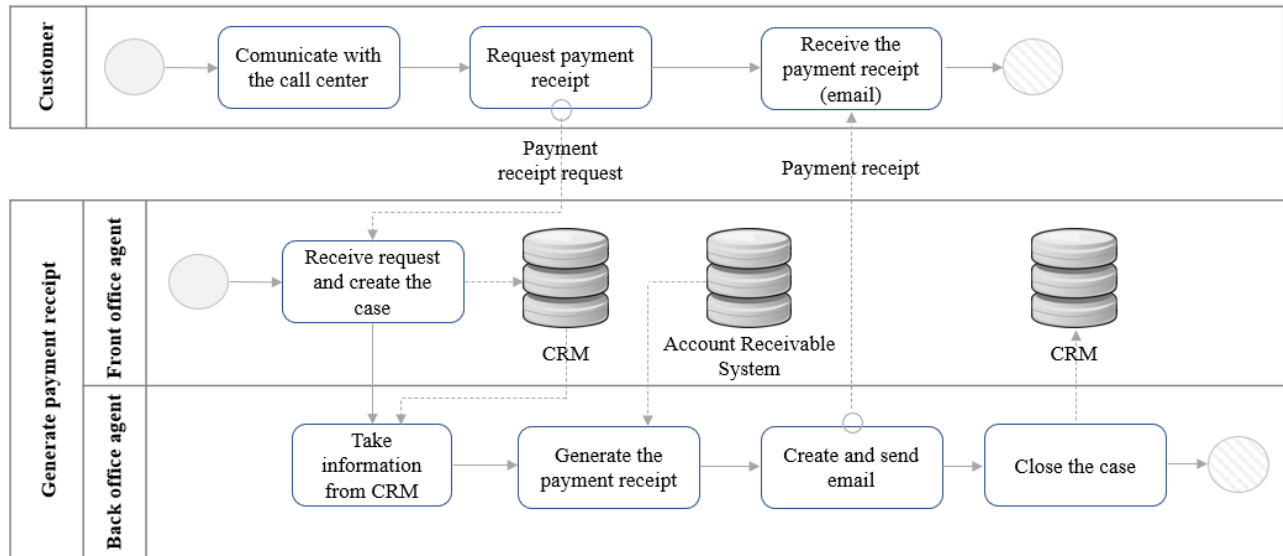 Customer
Comunicate with
the call center
Request payment
receipt
Receive the
payment receipt
(email)
Payment
receipt request
Payment receipt
Generate payment receipt
Front office agent
Receive request
and create the
case
CRM
Account Receivable
System
CRM
Back office agent
Take
information
from CRM
Generate the
payment receipt
Create and send
email
Close the case